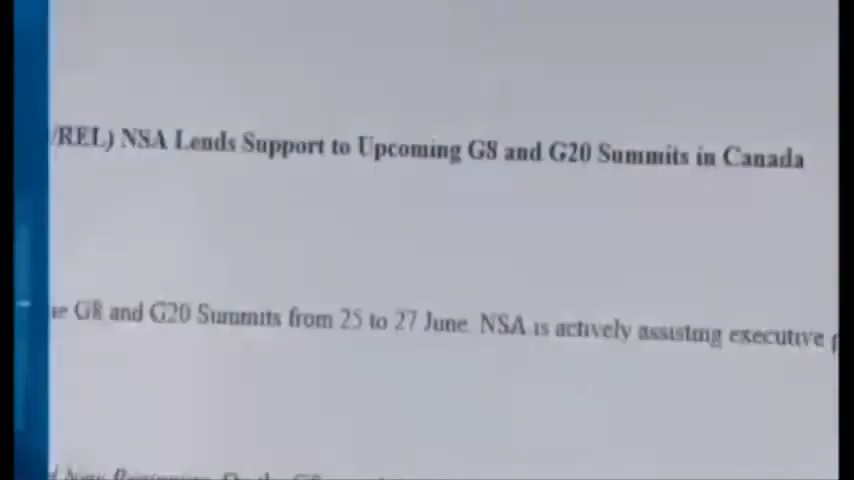 /REL) NSA Lends Support to Upcoming G8 and G20 Summits in Canada
G8 and G20 Summits from 25 to 27 June. NSA is actively assisting executive